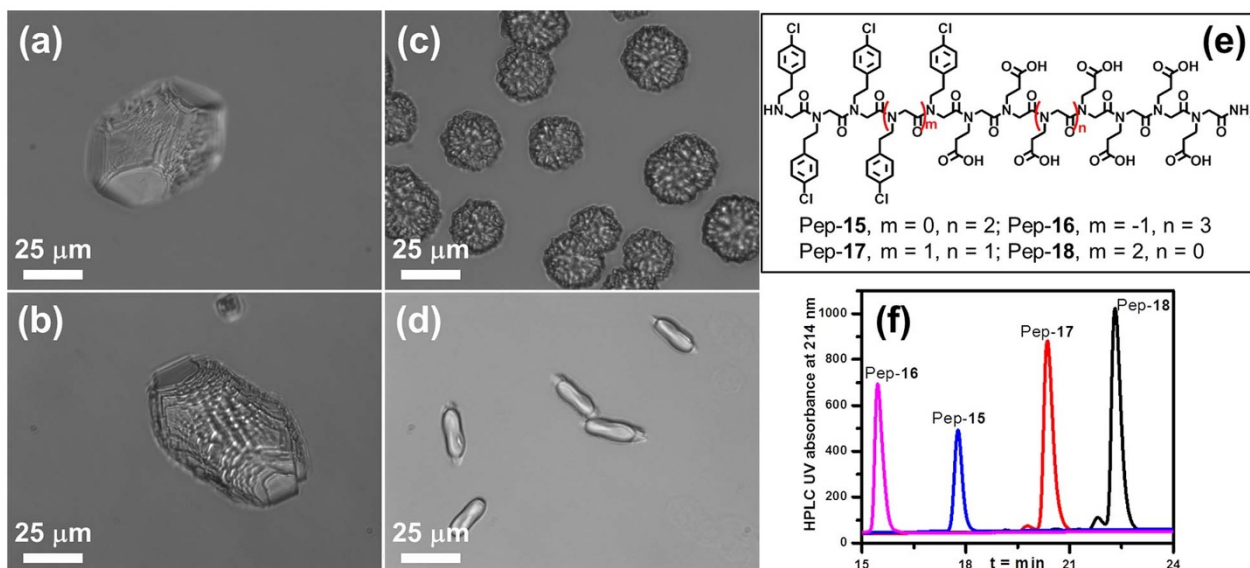 (a)
25 μm
(b)
25 μm
(c)
25 μm
(d)
25 μm
(e)
Cl Cl Cl
OH OH OH OH
O O O O
HN N N N N N N N N N N NH
O O O O O O
m n
O OH O OH O OH O OH
Cl Cl
Pep-15, m = 0, n = 2; Pep-16, m = -1, n = 3
Pep-17, m = 1, n = 1; Pep-18, m = 2, n = 0
(f)
HPLC UV absorbance at 214 nm
1000
800
600
400
200
0
Pep-16
Pep-15
Pep-17
Pep-18
15 18 21 24
t = min